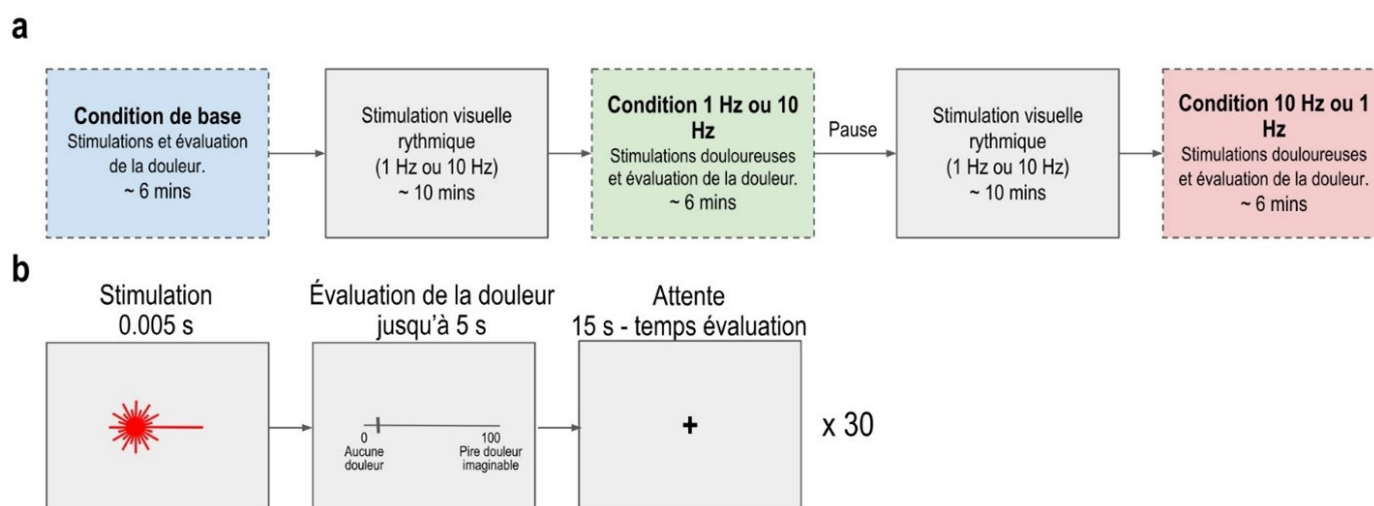 a
Condition de base
Stimulations et évaluation
de la douleur.
~ 6 mins
Stimulation visuelle
rythmique
(1 Hz ou 10 Hz)
~ 10 mins
Condition 1 Hz ou 10
Hz
Stimulations douloureuses
et évaluation de la douleur.
~ 6 mins
Pause
Stimulation visuelle
rythmique
(1 Hz ou 10 Hz)
~ 10 mins
Condition 10 Hz ou 1
Hz
Stimulations douloureuses
et évaluation de la douleur.
~ 6 mins
b
Stimulation
0.005 s
Évaluation de la douleur
jusqu'à 5 s
0
Aucune
douleur
100
Pire douleur
imaginable
Attente
15 s - temps évaluation
+
x 30